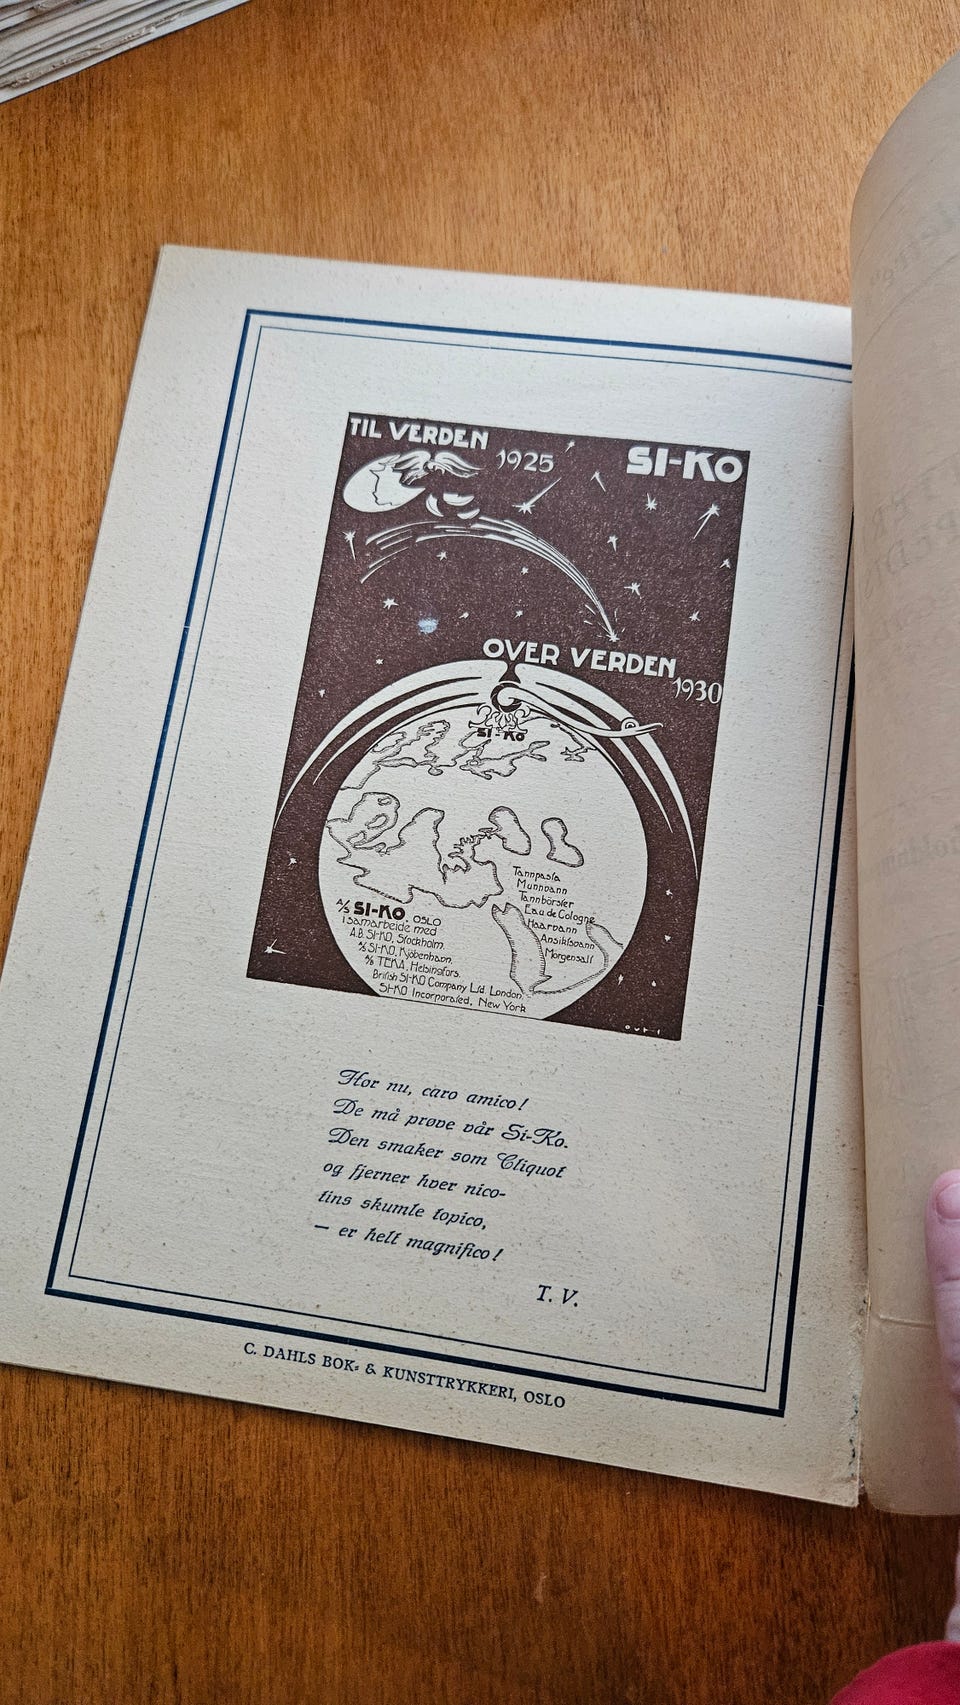 TIL VERDEN
1925
SI-KO
OVER VERDEN
1930
SI-KO
Tannpasta
Munnvann
Tannbörster
Eau de Cologne
Haarvann
Ansiktsvann
Morgensalt
A/S SI-KO, OSLO
i samarbeide med
A.B. SI-KO, Stockholm.
A/S SI-KO, Kjøbenhavn.
A/B TEKA, Helsingfors.
British SI-KO Company Ltd. London.
SI-KO Incorporated, New York
Hør nu, caro amico!
De må prøve vår Si-Ko.
Den smaker som Cliquot
og fjerner hver nico-
tins skumle topico,
— er helt magnifico!
T. V.
C. DAHLS BOK- & KUNSTTRYKKERI, OSLO